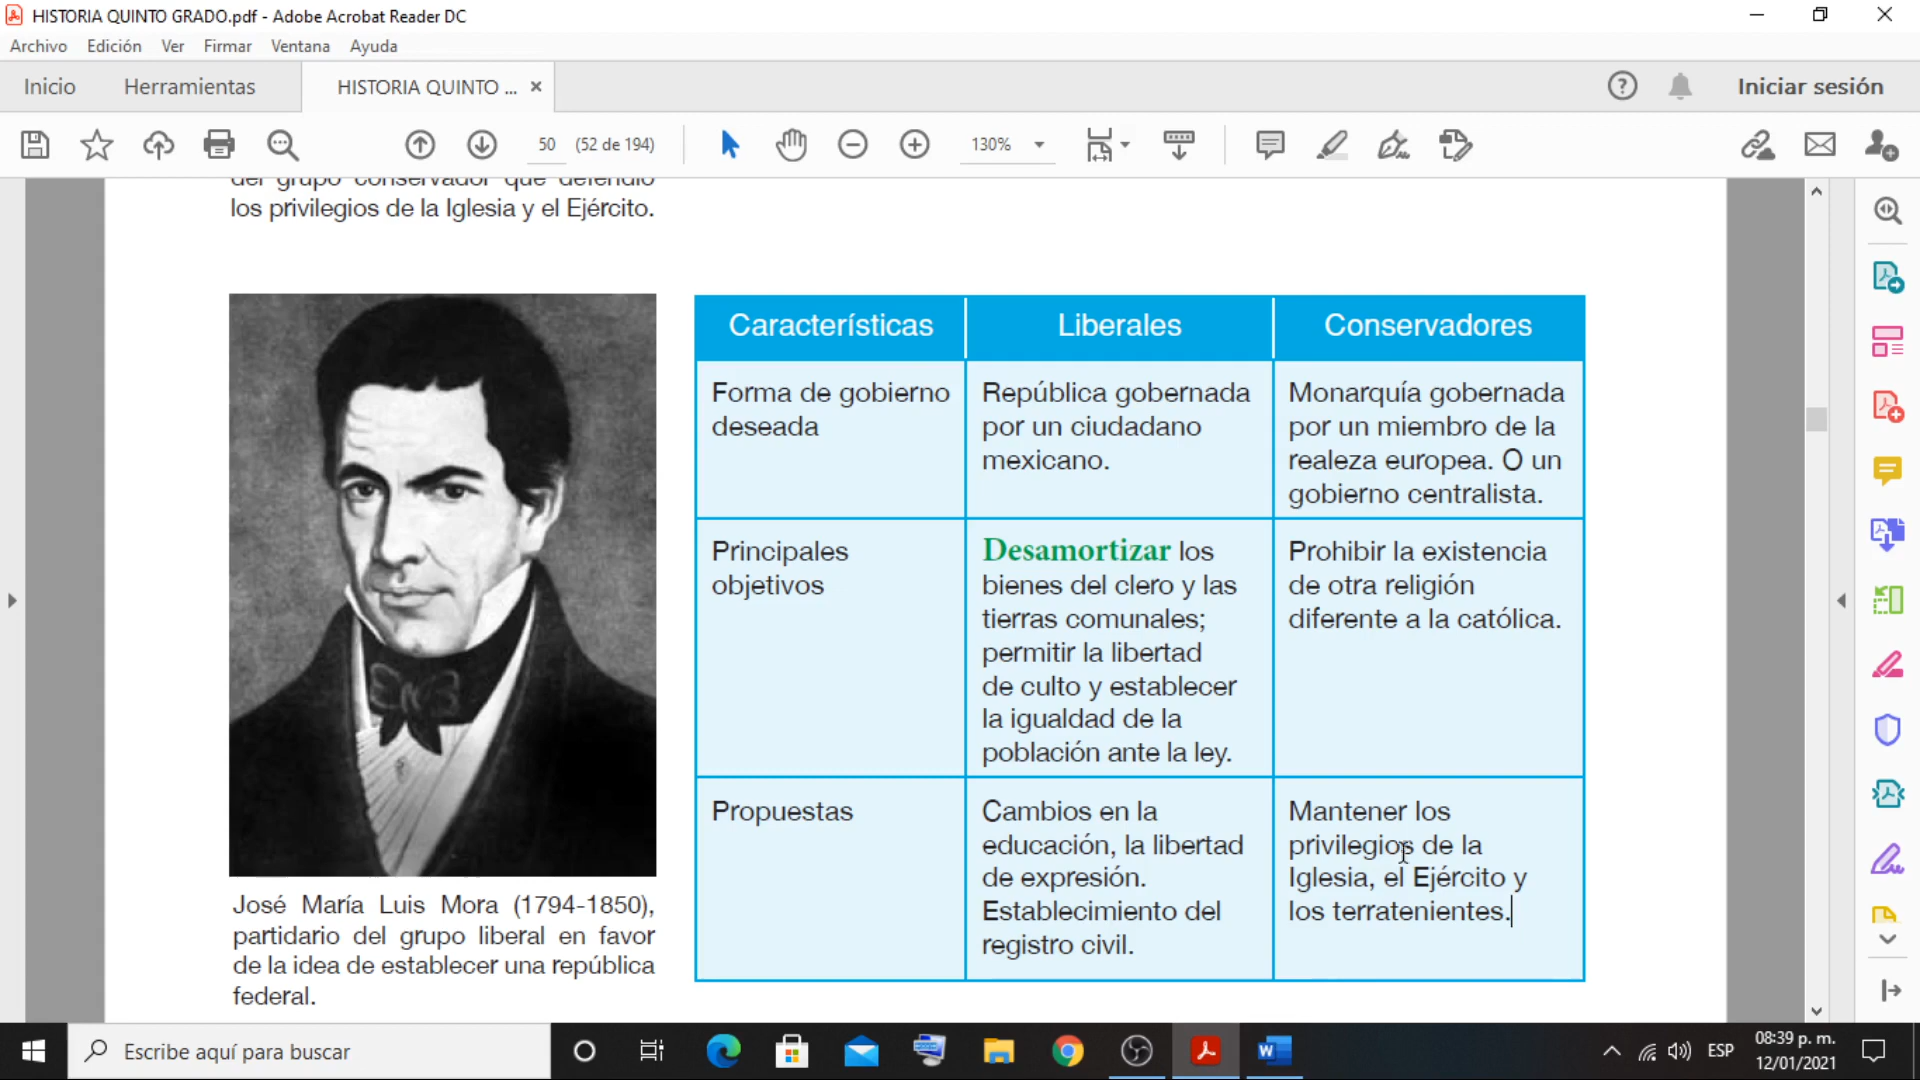 HISTORIA QUINTO GRADO.pdf - Adobe Acrobat Reader DC
Archivo Edición Ver Firmar Ventana Ayuda
Inicio Herramientas HISTORIA QUINTO ... Iniciar sesión
50 (52 de 194) 130%
del grupo conservador que defendió
los privilegios de la Iglesia y el Ejército.
Características Liberales Conservadores
Forma de gobierno
deseada
República gobernada
por un ciudadano
mexicano.
Monarquía gobernada
por un miembro de la
realeza europea. O un
gobierno centralista.
Principales
objetivos
Desamortizar los
bienes del clero y las
tierras comunales;
permitir la libertad
de culto y establecer
la igualdad de la
población ante la ley.
Prohibir la existencia
de otra religión
diferente a la católica.
Propuestas
Cambios en la
educación, la libertad
de expresión.
Establecimiento del
registro civil.
Mantener los
privilegios de la
Iglesia, el Ejército y
los terratenientes.
José María Luis Mora (1794-1850),
partidario del grupo liberal en favor
de la idea de establecer una república
federal.
Escribe aquí para buscar
ESP
08:39 p. m.
12/01/2021